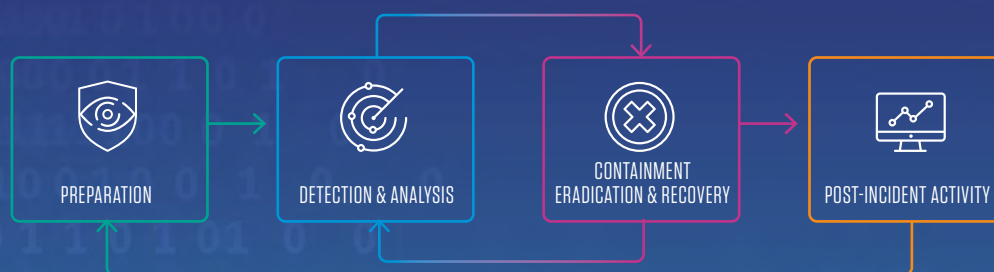 PREPARATION
DETECTION & ANALYSIS
CONTAINMENT
ERADICATION & RECOVERY
POST-INCIDENT ACTIVITY